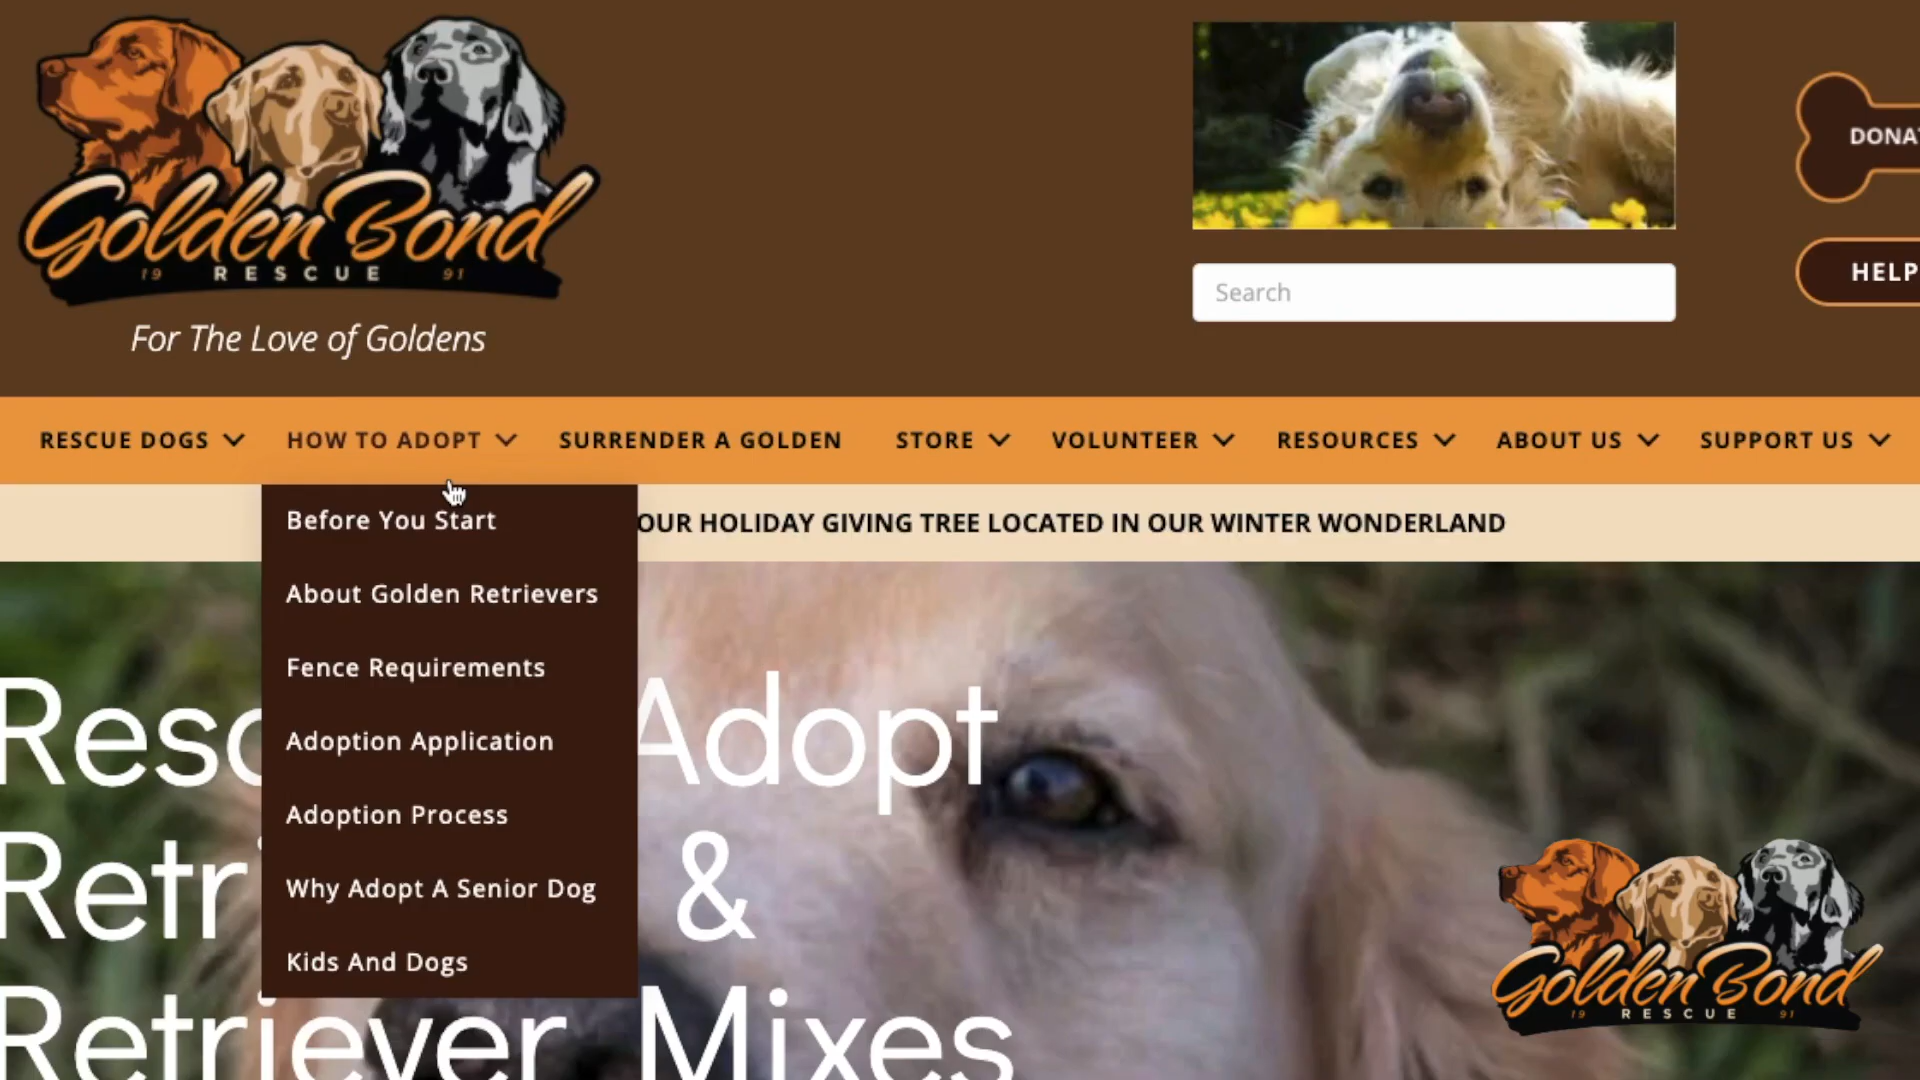 Golden Bond
19 RESCUE 91
For The Love of Goldens
Search
HELP
RESCUE DOGS
HOW TO ADOPT
SURRENDER A GOLDEN
STORE
VOLUNTEER
RESOURCES
ABOUT US
SUPPORT US
OUR HOLIDAY GIVING TREE LOCATED IN OUR WINTER WONDERLAND
Before You Start
About Golden Retrievers
Fence Requirements
Adoption Application
Adoption Process
Why Adopt A Senior Dog
Kids And Dogs
Adopt
&
Retriever Mixes
Golden Bond
19 RESCUE 91